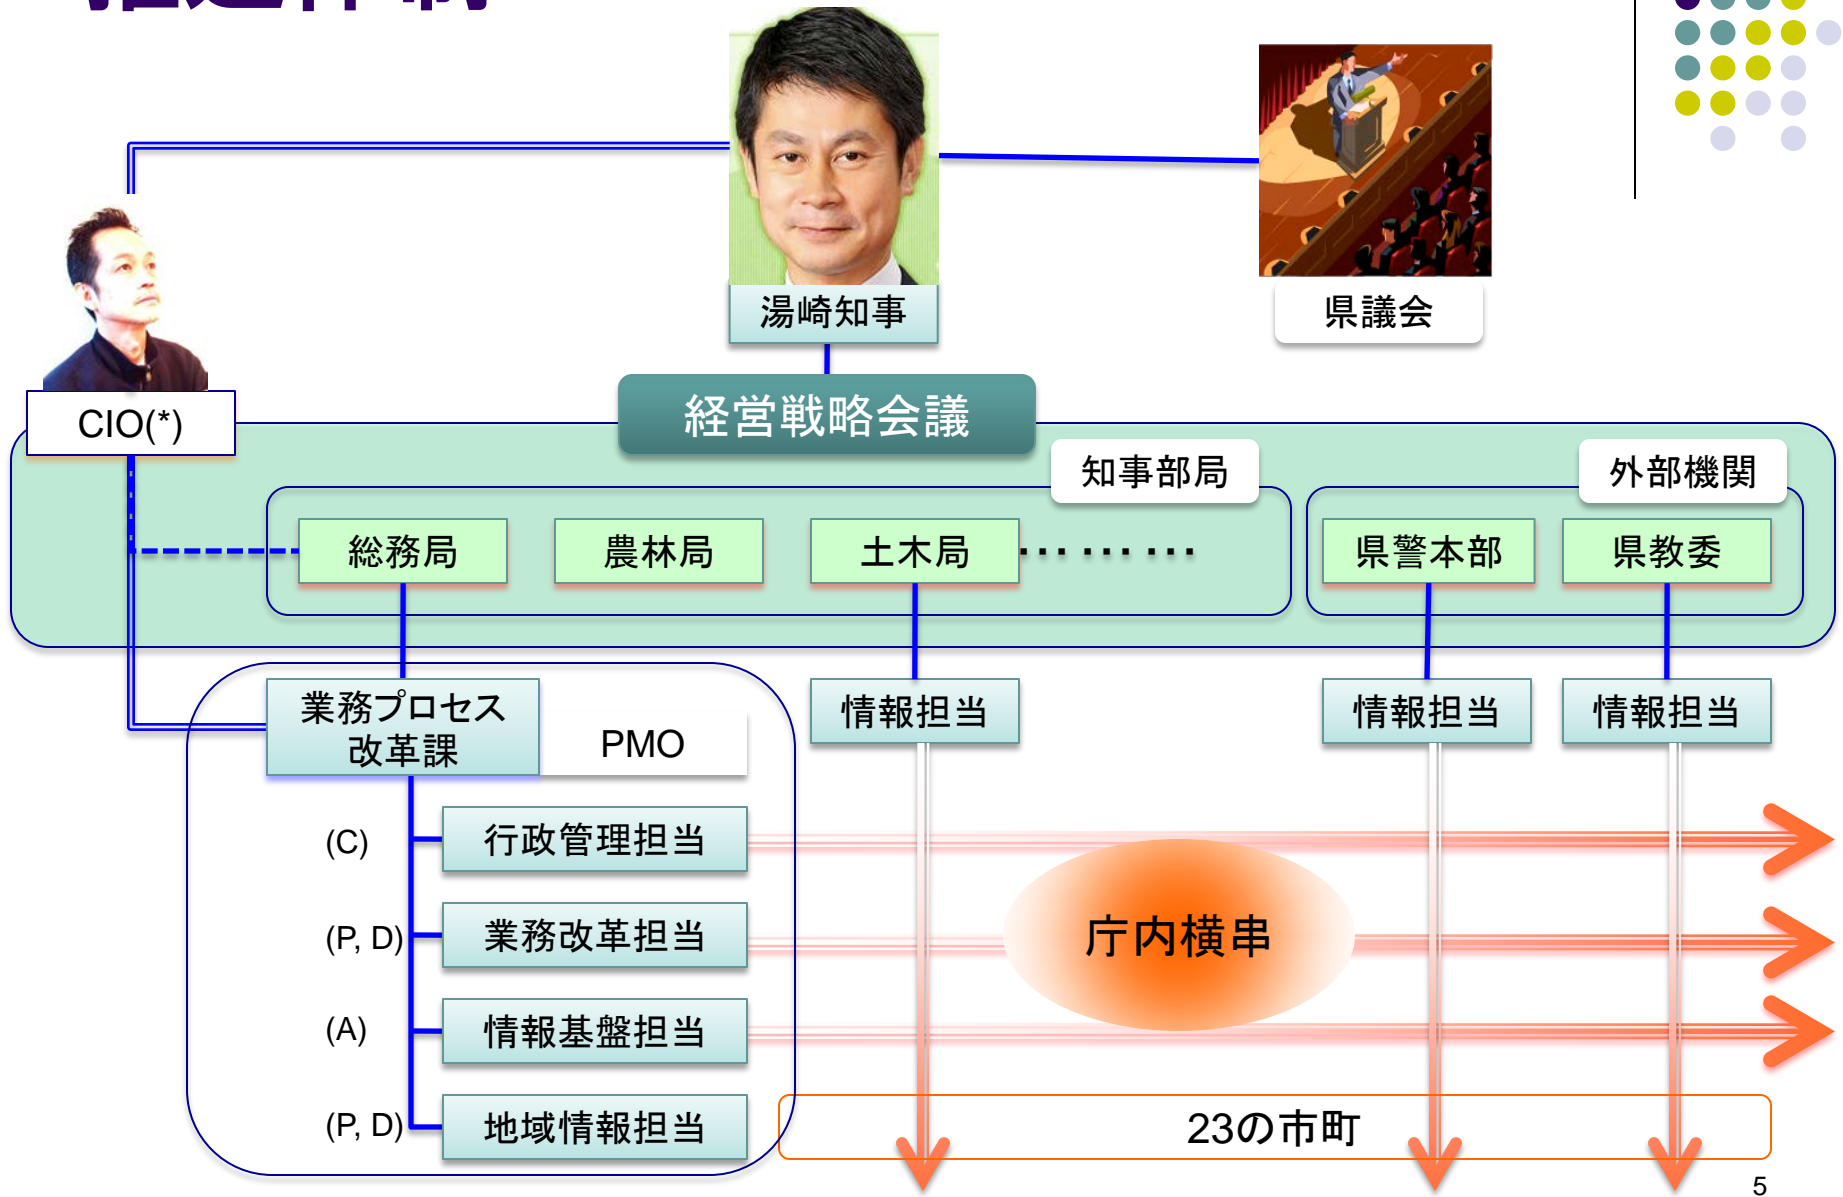 推進体制
湯崎知事
県議会
CIO(*)
経営戦略会議
知事部局
外部機関
総務局
農林局
土木局
… … …
県警本部
県教委
業務プロセス
改革課
PMO
情報担当
情報担当
情報担当
(C)
行政管理担当
(P, D)
業務改革担当
庁内横串
(A)
情報基盤担当
(P, D)
地域情報担当
23の市町
5